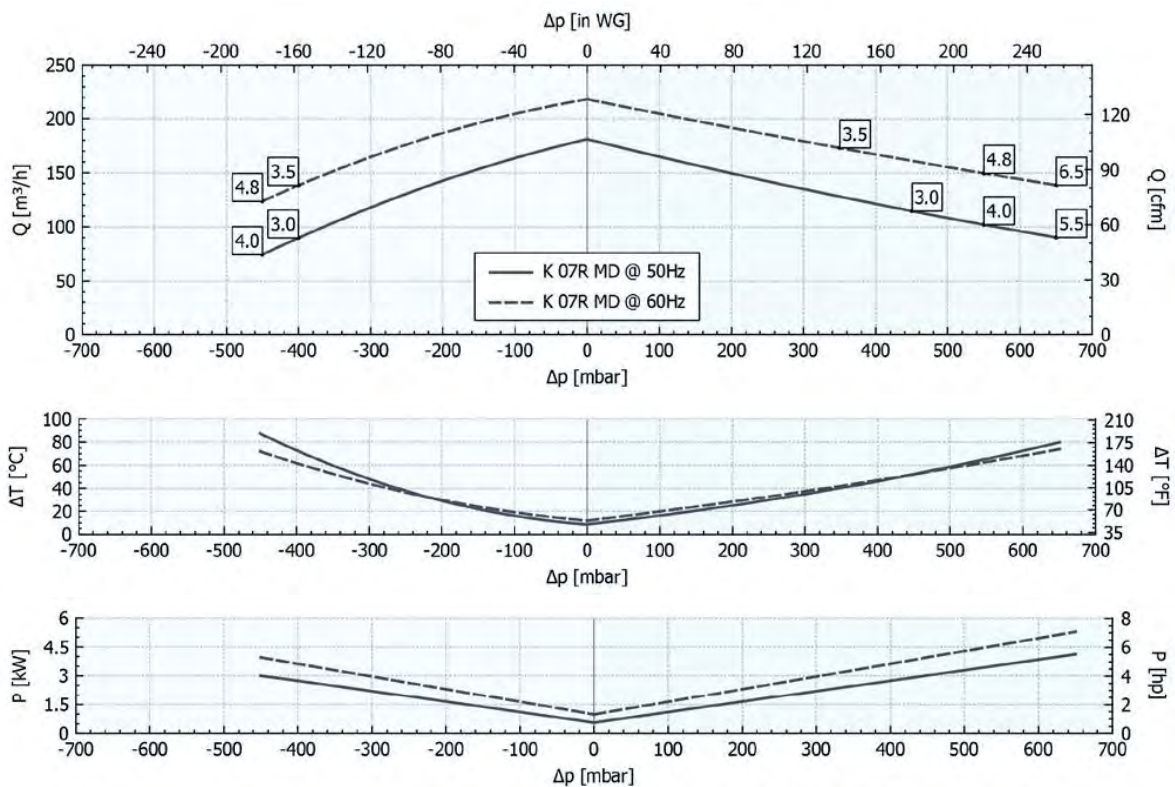 Δp [in WG]
-240 -200 -160 -120 -80 -40 0 40 80 120 160 200 240
250
200
150
100
50
0
Q [m³/h]
120
90
60
30
0
Q [cfm]
4.8 3.5 3.5 4.8 6.5
4.0 3.0 3.0 4.0 5.5
K 07R MD @ 50Hz
K 07R MD @ 60Hz
-700 -600 -500 -400 -300 -200 -100 0 100 200 300 400 500 600 700
Δp [mbar]
100
80
60
40
20
0
ΔT [°C]
210
175
140
105
70
35
ΔT [°F]
-700 -600 -500 -400 -300 -200 -100 0 100 200 300 400 500 600 700
Δp [mbar]
6
4.5
3
1.5
0
P [kW]
8
6
4
2
0
P [hp]
-700 -600 -500 -400 -300 -200 -100 0 100 200 300 400 500 600 700
Δp [mbar]